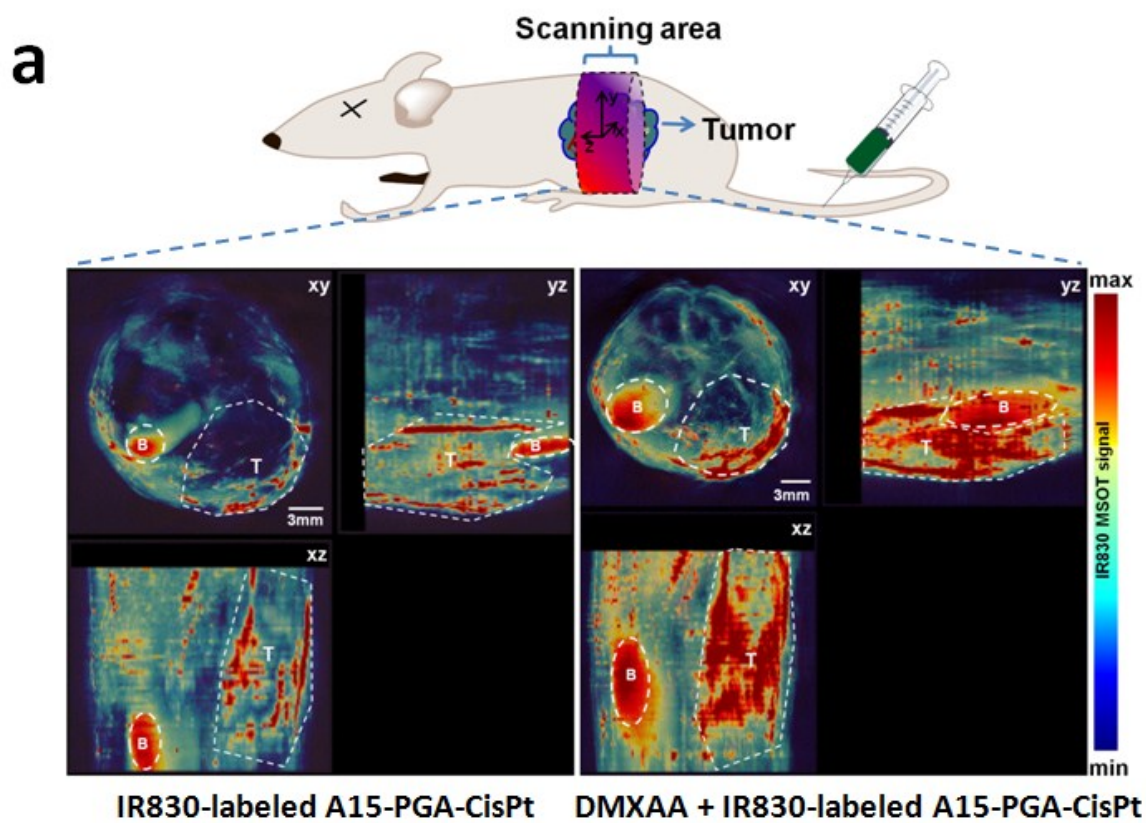 a
Scanning area
y
x
z
Tumor
xy
yz
xy
yz
max
B
T
3mm
T
B
B
T
3mm
B
T
IR830 MSOT signal
xz
xz
T
B
B
T
min
IR830-labeled A15-PGA-CisPt
DMXAA + IR830-labeled A15-PGA-CisPt